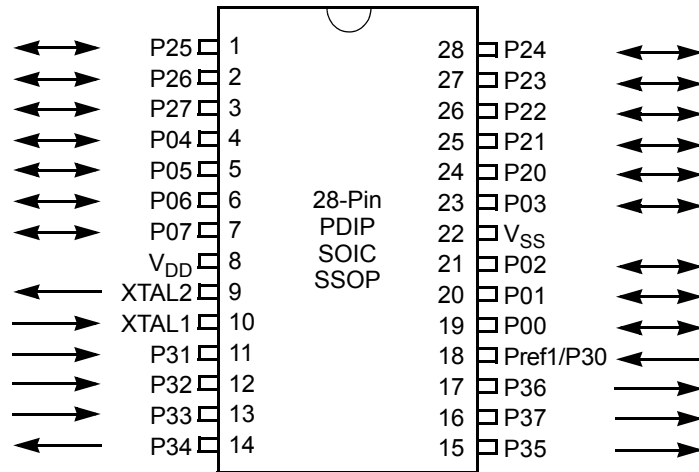 P25 1 28 P24
P26 2 27 P23
P27 3 26 P22
P04 4 25 P21
P05 5 24 P20
P06 6 28-Pin 23 P03
P07 7 PDIP 22 VSS
VDD 8 SOIC 21 P02
XTAL2 9 SSOP 20 P01
XTAL1 10 19 P00
P31 11 18 Pref1/P30
P32 12 17 P36
P33 13 16 P37
P34 14 15 P35